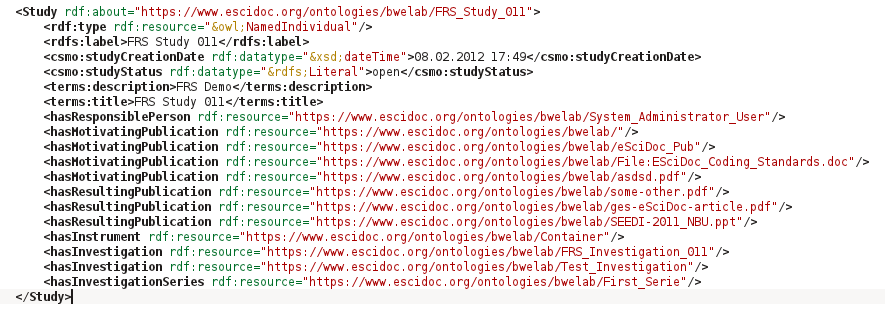 <Study rdf:about="https://www.escidoc.org/ontologies/bwelab/FRS_Study_011">
<rdf:type rdf:resource="&owl;NamedIndividual"/>
<rdfs:label>FRS Study 011</rdfs:label>
<csmo:studyCreationDate rdf:datatype="&xsd;dateTime">08.02.2012 17:49</csmo:studyCreationDate>
<csmo:studyStatus rdf:datatype="&rdfs;Literal">open</csmo:studyStatus>
<terms:description>FRS Demo</terms:description>
<terms:title>FRS Study 011</terms:title>
<hasResponsiblePerson rdf:resource="https://www.escidoc.org/ontologies/bwelab/System_Administrator_User"/>
<hasMotivatingPublication rdf:resource="https://www.escidoc.org/ontologies/bwelab/"/>
<hasMotivatingPublication rdf:resource="https://www.escidoc.org/ontologies/bwelab/eSciDoc_Pub"/>
<hasMotivatingPublication rdf:resource="https://www.escidoc.org/ontologies/bwelab/File:ESciDoc_Coding_Standards.doc"/>
<hasMotivatingPublication rdf:resource="https://www.escidoc.org/ontologies/bwelab/asdsd.pdf"/>
<hasResultingPublication rdf:resource="https://www.escidoc.org/ontologies/bwelab/some-other.pdf"/>
<hasResultingPublication rdf:resource="https://www.escidoc.org/ontologies/bwelab/ges-eSciDoc-article.pdf"/>
<hasResultingPublication rdf:resource="https://www.escidoc.org/ontologies/bwelab/SEEDI-2011_NBU.ppt"/>
<hasInstrument rdf:resource="https://www.escidoc.org/ontologies/bwelab/Container"/>
<hasInvestigation rdf:resource="https://www.escidoc.org/ontologies/bwelab/FRS_Investigation_011"/>
<hasInvestigation rdf:resource="https://www.escidoc.org/ontologies/bwelab/Test_Investigation"/>
<hasInvestigationSeries rdf:resource="https://www.escidoc.org/ontologies/bwelab/First_Serie"/>
</Study>